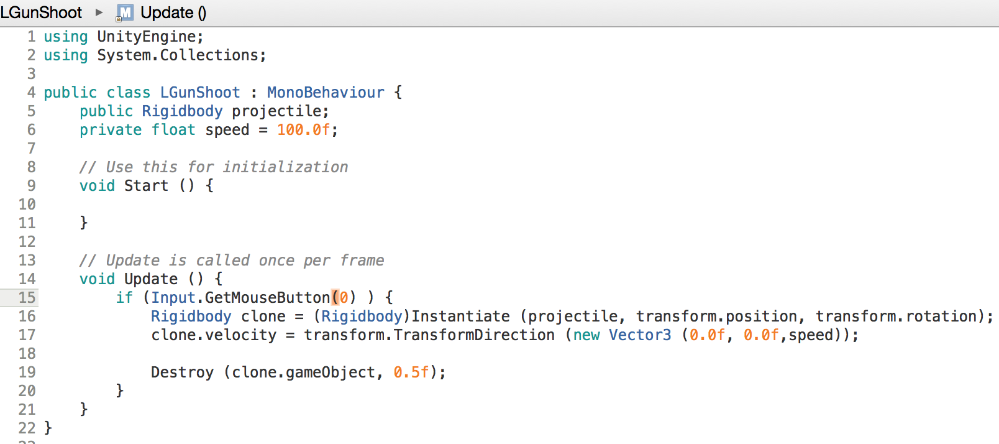 LGunShoot ▶ M Update ()
1 using UnityEngine;
2 using System.Collections;
3
4 public class LGunShoot : MonoBehaviour {
5     public Rigidbody projectile;
6     private float speed = 100.0f;
7
8     // Use this for initialization
9     void Start () {
10
11     }
12
13     // Update is called once per frame
14     void Update () {
15         if (Input.GetMouseButton(0) ) {
16             Rigidbody clone = (Rigidbody)Instantiate (projectile, transform.position, transform.rotation);
17             clone.velocity = transform.TransformDirection (new Vector3 (0.0f, 0.0f,speed));
18
19             Destroy (clone.gameObject, 0.5f);
20         }
21     }
22 }